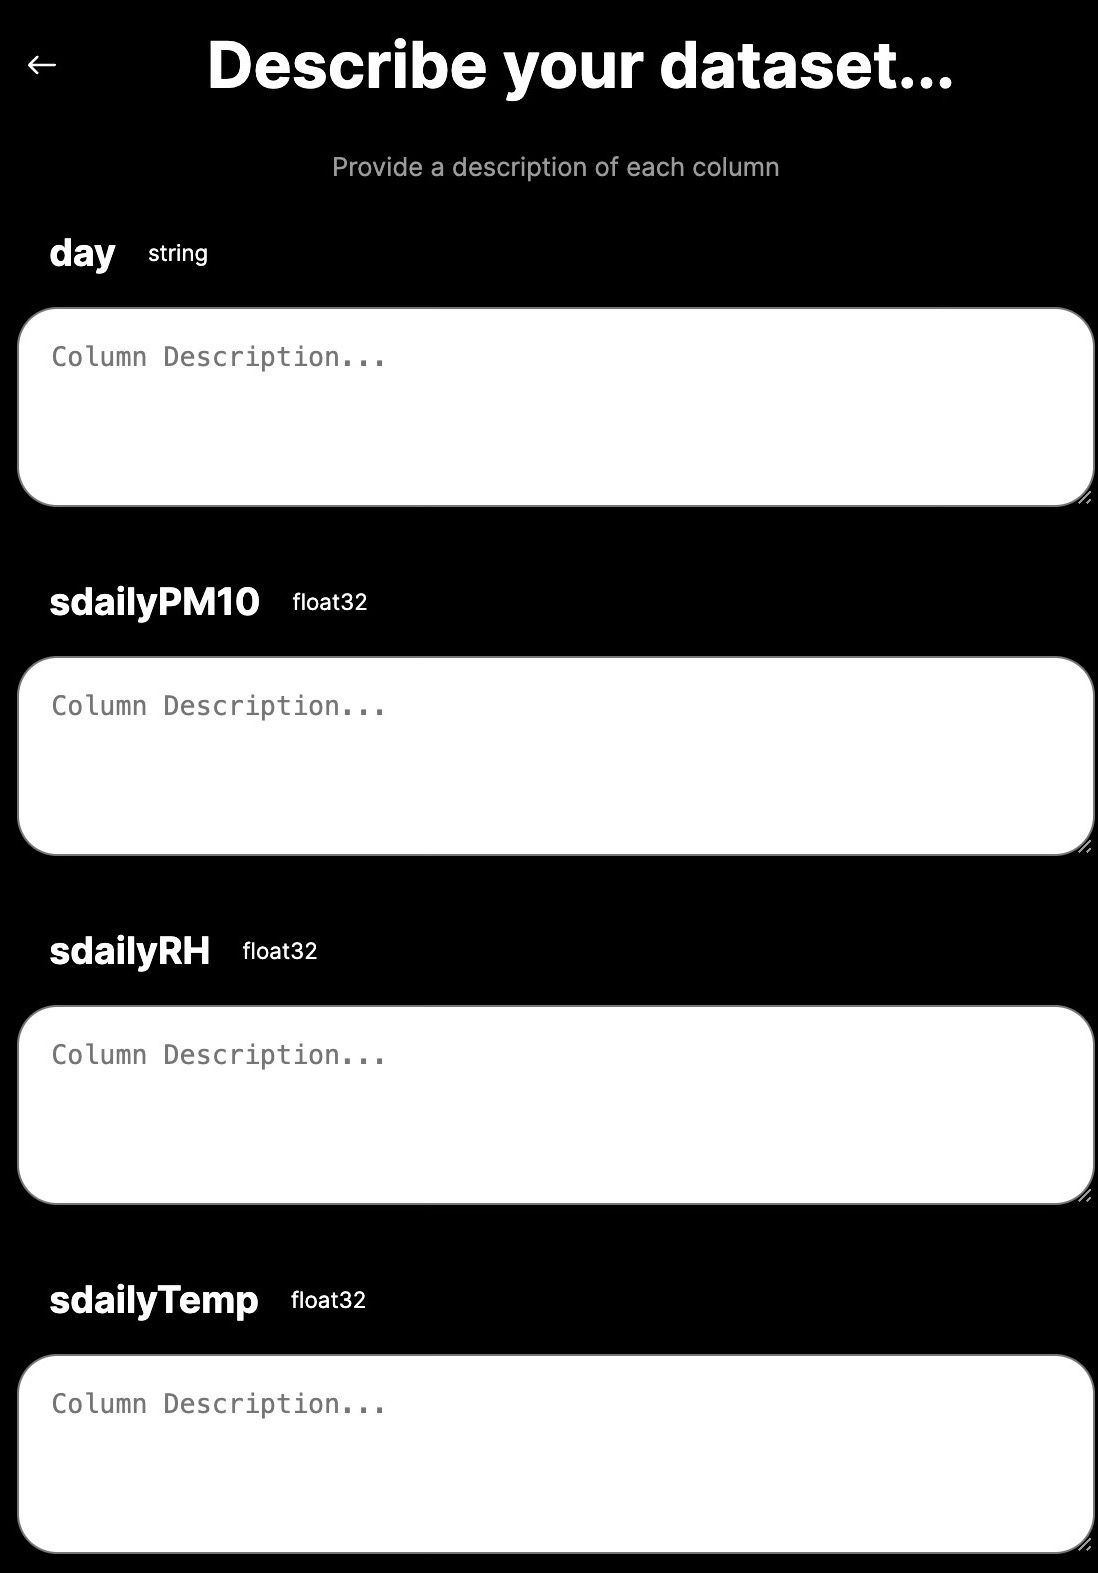 ←
Describe your dataset...
Provide a description of each column
day string
Column Description...
sdailyPM10 float32
Column Description...
sdailyRH float32
Column Description...
sdailyTemp float32
Column Description...